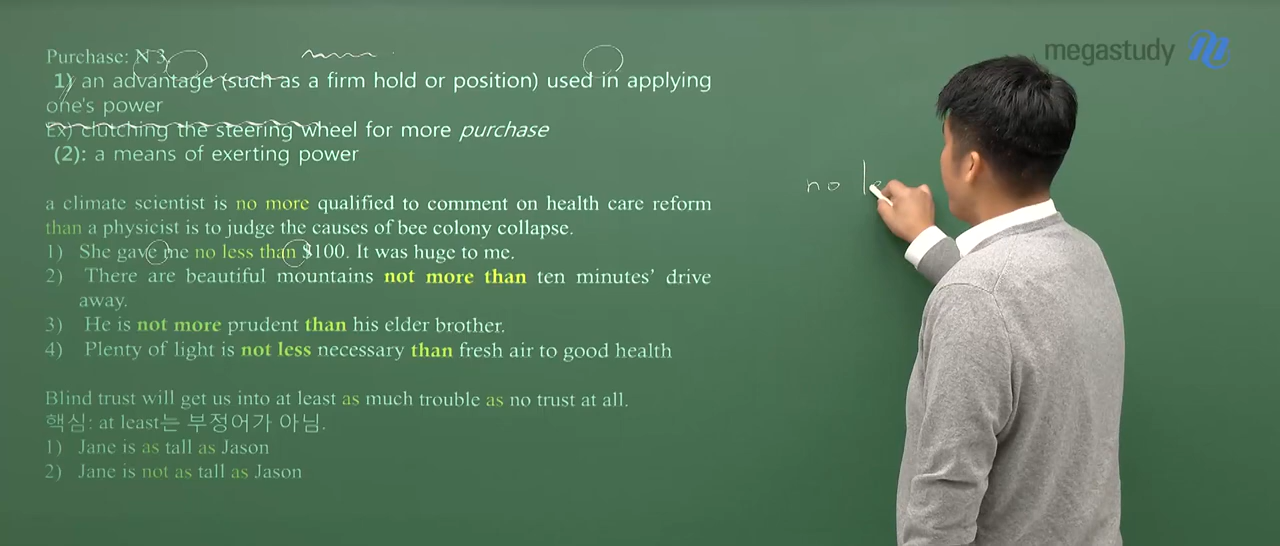 megastudy
Purchase: N 3.
1) an advantage (such as a firm hold or position) used in applying
one's power
Ex) clutching the steering wheel for more purchase
(2): a means of exerting power
a climate scientist is no more qualified to comment on health care reform
than a physicist is to judge the causes of bee colony collapse.
1) She gave me no less than $100. It was huge to me.
2) There are beautiful mountains not more than ten minutes’ drive
away.
3) He is not more prudent than his elder brother.
4) Plenty of light is not less necessary than fresh air to good health
Blind trust will get us into at least as much trouble as no trust at all.
핵심: at least는 부정어가 아님.
1) Jane is as tall as Jason
2) Jane is not as tall as Jason
no le